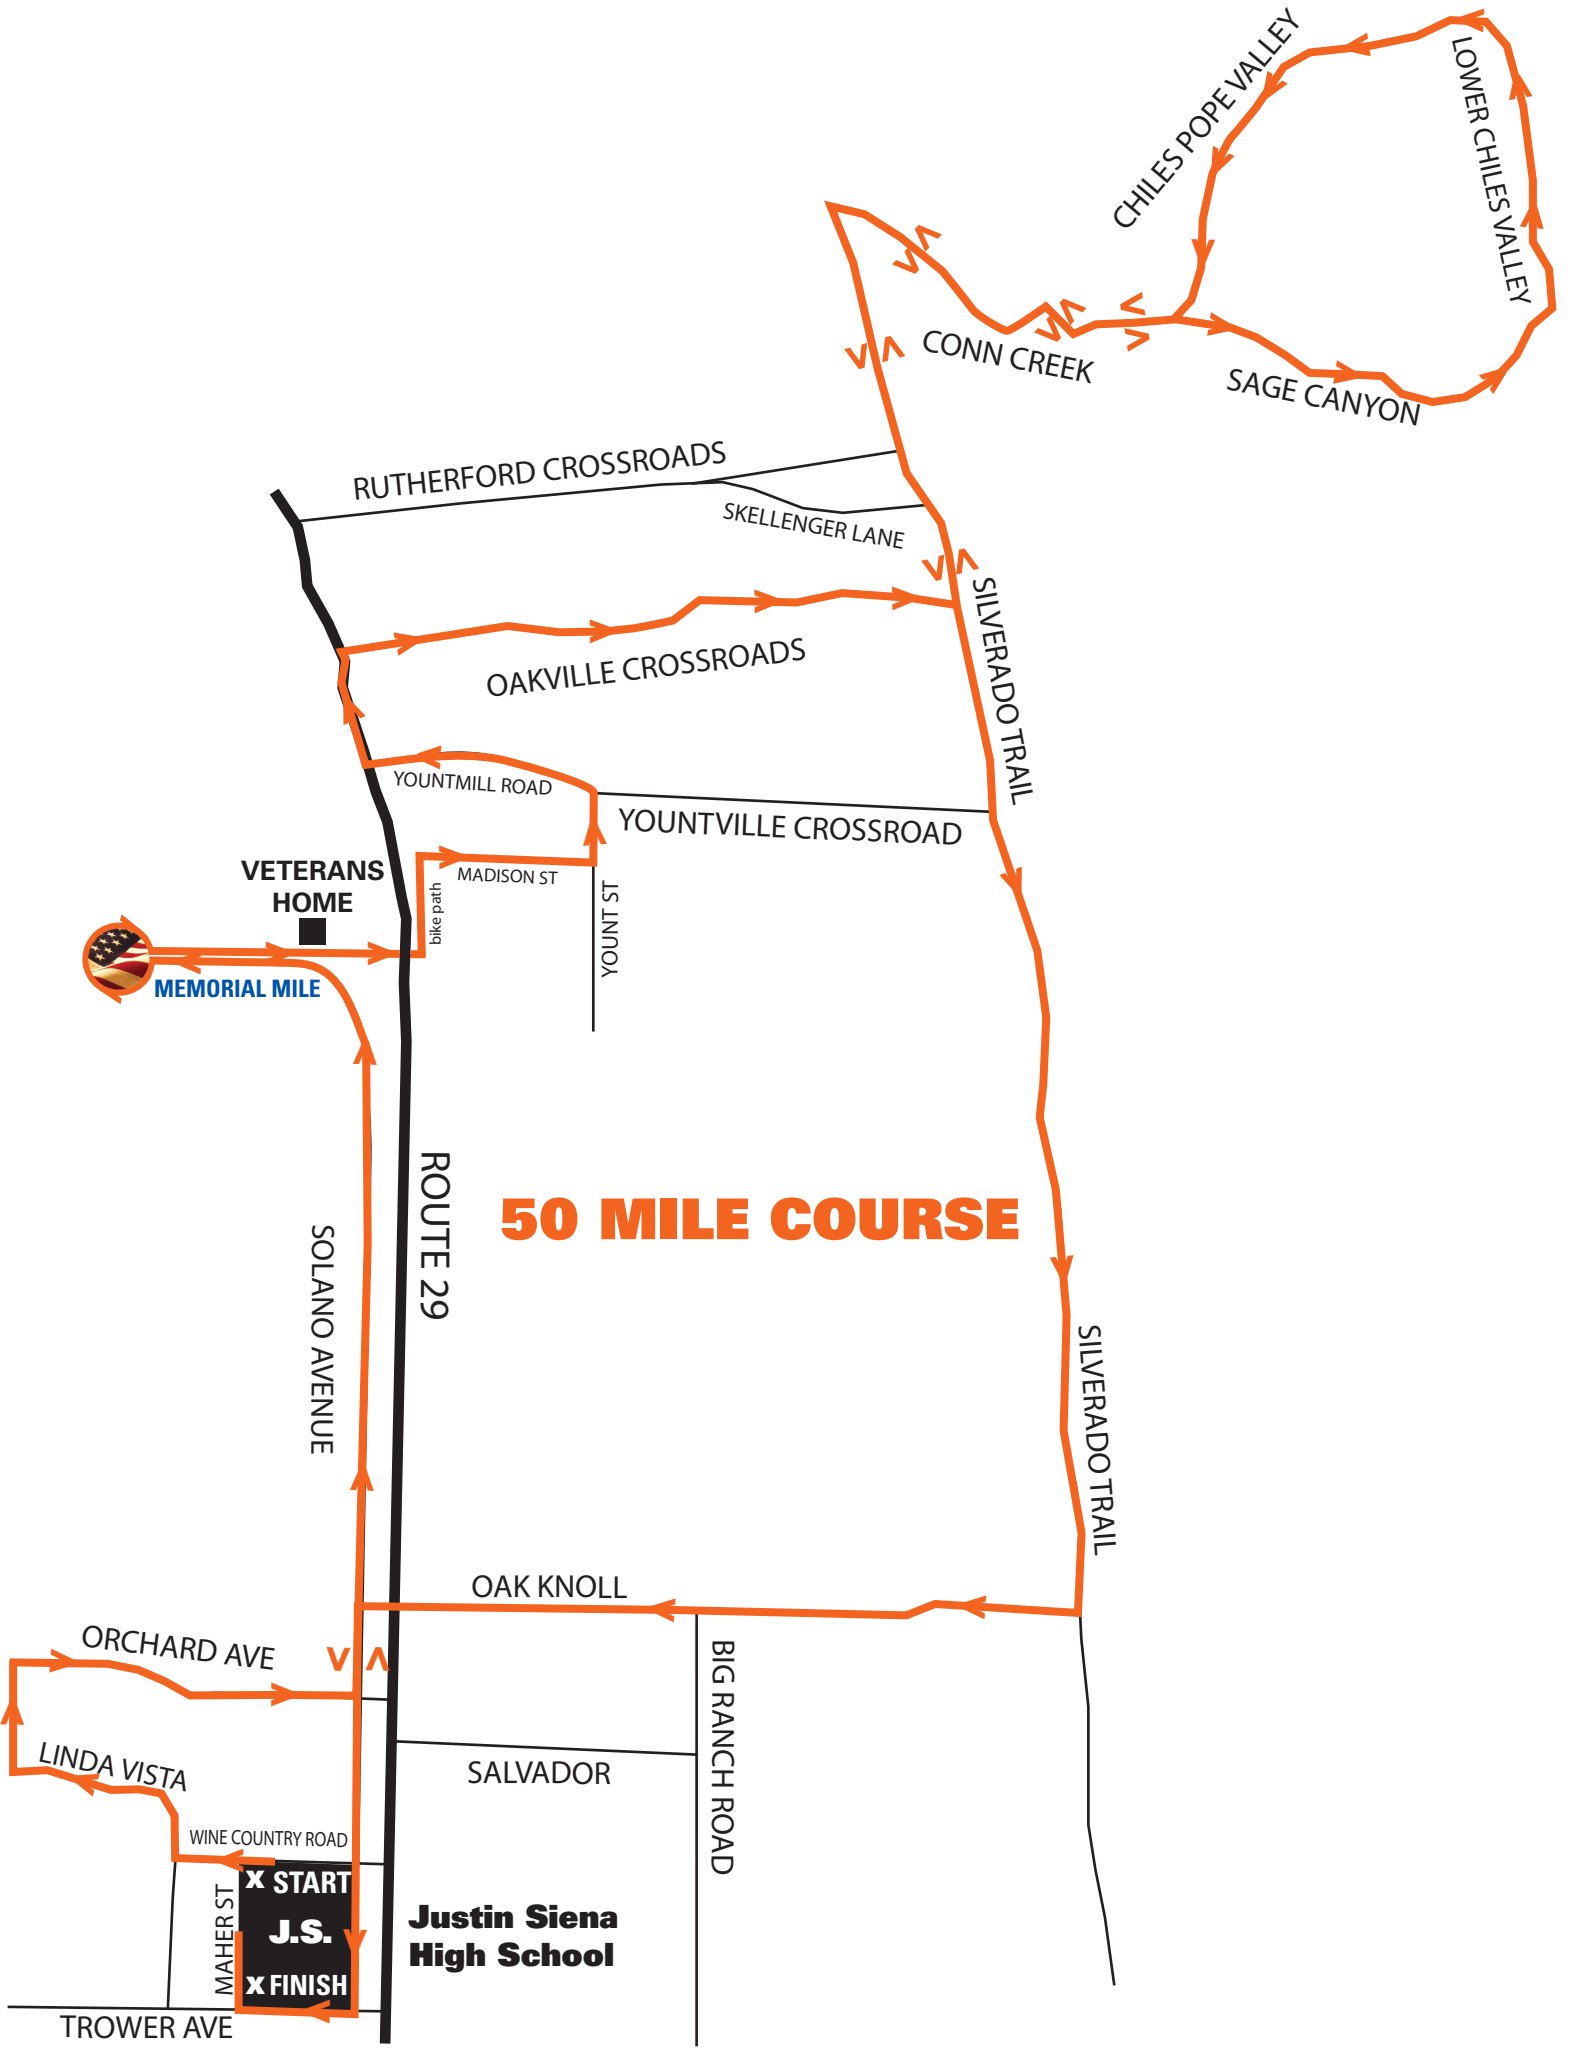 CHILES POPE VALLEY
LOWER CHILES VALLEY
CONN CREEK
SAGE CANYON
RUTHERFORD CROSSROADS
SKELLENGER LANE
SILVERADO TRAIL
OAKVILLE CROSSROADS
YOUNTMILL ROAD
YOUNTVILLE CROSSROAD
VETERANS
HOME
MADISON ST
bike path
YOUNT ST
MEMORIAL MILE
ROUTE 29
50 MILE COURSE
SOLANO AVENUE
SILVERADO TRAIL
OAK KNOLL
ORCHARD AVE
BIG RANCH ROAD
LINDA VISTA
SALVADOR
WINE COUNTRY ROAD
X START
MAHER ST
J.S.
Justin Siena
High School
X FINISH
TROWER AVE